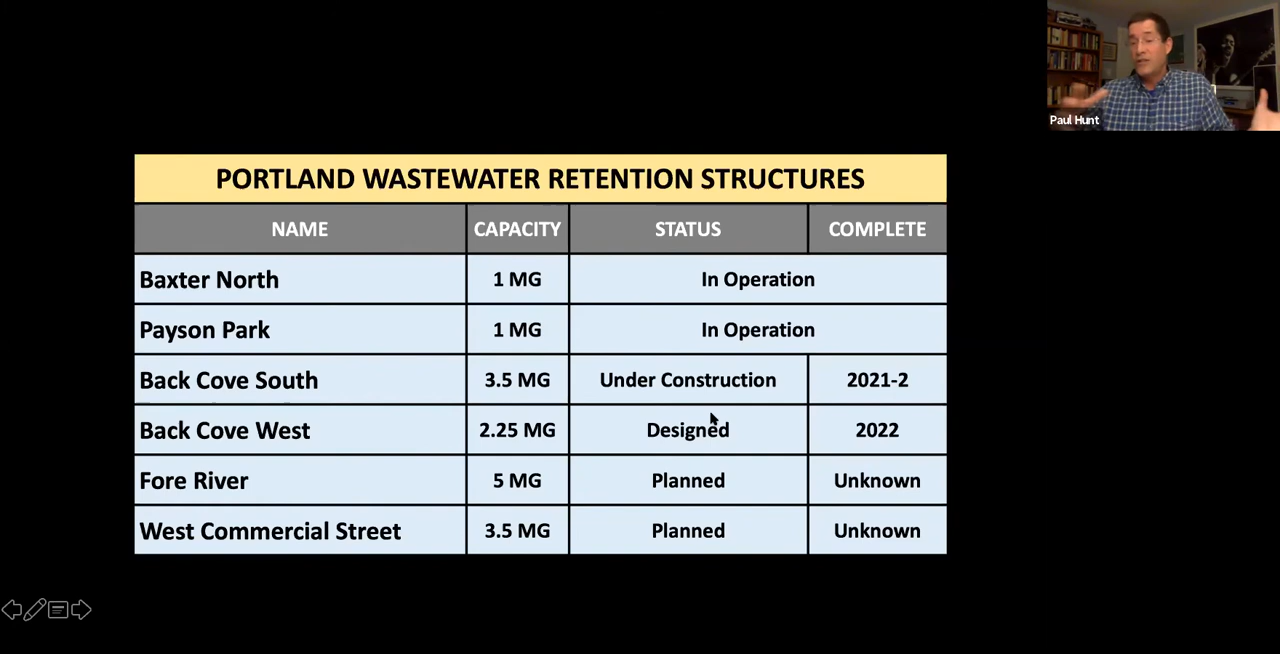 Paul Hunt
PORTLAND WASTEWATER RETENTION STRUCTURES
NAME CAPACITY STATUS COMPLETE
Baxter North 1 MG In Operation
Payson Park 1 MG In Operation
Back Cove South 3.5 MG Under Construction 2021-2
Back Cove West 2.25 MG Designed 2022
Fore River 5 MG Planned Unknown
West Commercial Street 3.5 MG Planned Unknown